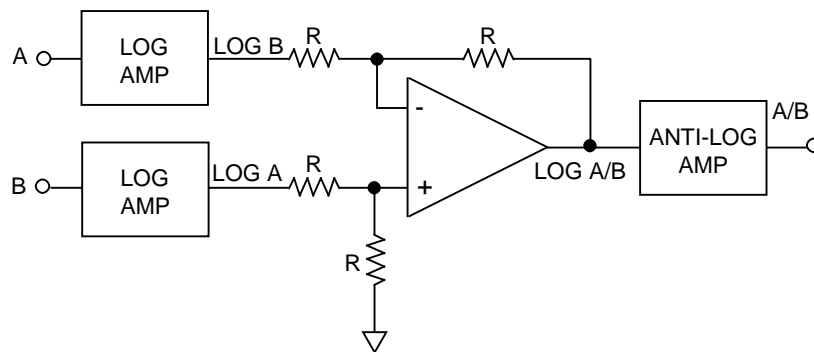 A
LOG
AMP
LOG B
R
R
-
B
LOG
AMP
LOG A
R
+
R
LOG A/B
ANTI-LOG
AMP
A/B